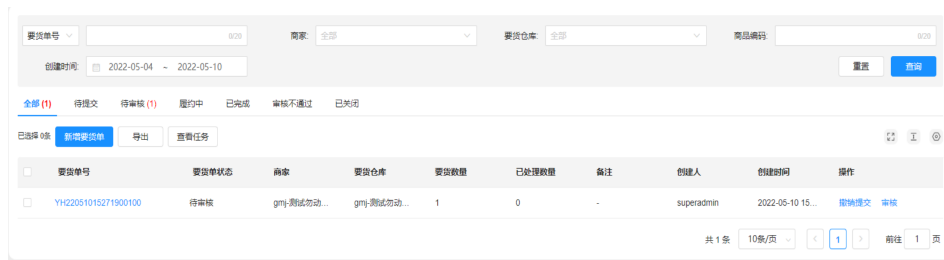 要货单号 0/20 商家: 全部 要货仓库: 全部 商品编码: 0/20
创建时间: 2022-05-04 ~ 2022-05-10 重置 查询
全部 (1) 待提交 待审核 (1) 履约中 已完成 审核不通过 已关闭
已选择 0条 新增要货单 导出 查看任务
要货单号 要货单状态 商家 要货仓库 要货数量 已处理数量 备注 创建人 创建时间 操作
YH22051015271900100 待审核 gmj-测试勿动... gmj-测试勿动... 1 0 - superadmin 2022-05-10 15... 撤销提交 审核
共 1 条 10条/页 < 1 > 前往 1 页